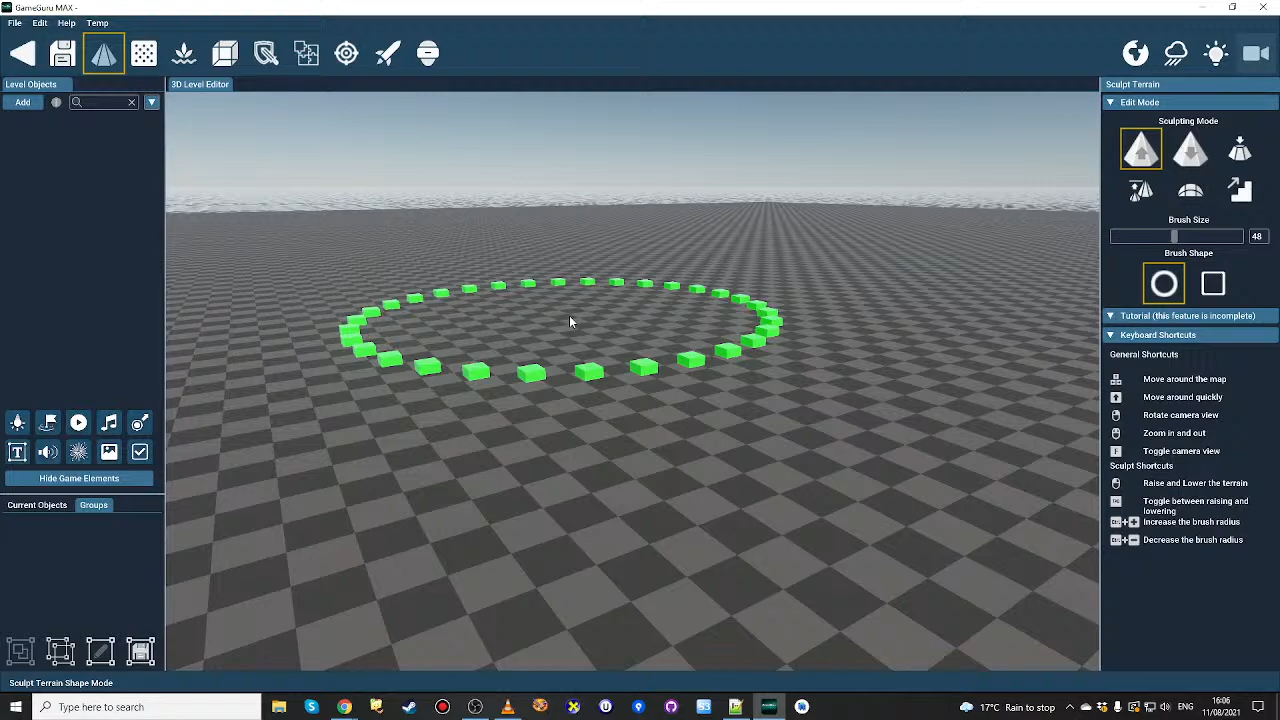 GameGuru MAX -
File Edit Help Temp
Level Objects
3D Level Editor
Sculpt Terrain
Add
Edit Mode
Sculpting Mode
Brush Size
48
Brush Shape
Tutorial (this feature is incomplete)
Keyboard Shortcuts
General Shortcuts
Move around the map
Move around quickly
Rotate camera view
Zoom in and out
F Toggle camera view
Sculpt Shortcuts
Raise and Lower the terrain
Toggle between raising and
lowering
Increase the brush radius
Decrease the brush radius
Hide Game Elements
Current Objects Groups
Sculpt Terrain Shape Mode
Type here to search
17°C Rain to stop
ENG
16:06
11/08/2021